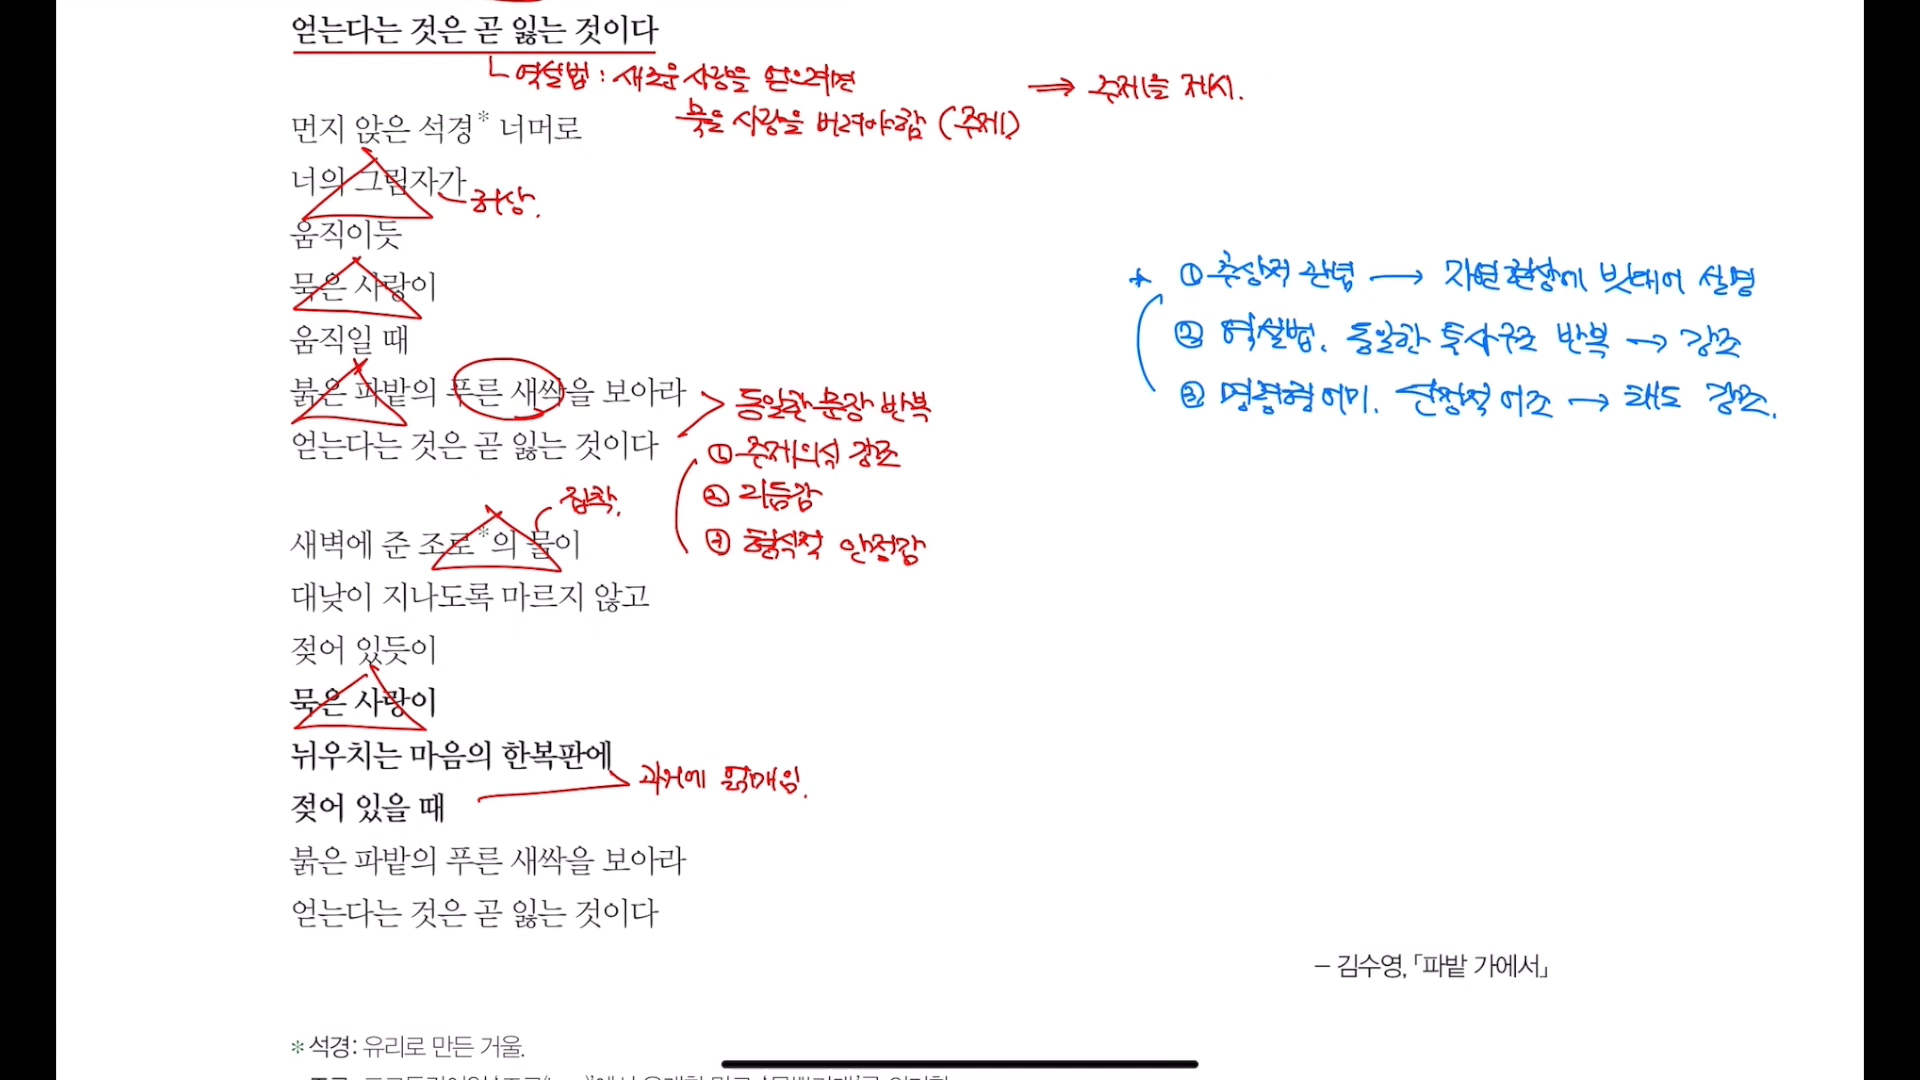 얻는다는 것은 곧 잃는 것이다
역설법 : 새로운 사랑을 얻으려면
묵은 사랑을 버려야 함 (주제)
⇒ 주제를 제시.
먼지 앉은 석경* 너머로
너의 그림자가
허상.
움직이듯
묵은 사랑이
움직일 때
붉은 파밭의 푸른 새싹을 보아라
얻는다는 것은 곧 잃는 것이다
동일한 문장 반복
① 주제의식 강조
② 리듬감
③ 형식적 안정감
새벽에 준 조로*의 물이
집착.
대낮이 지나도록 마르지 않고
젖어 있듯이
묵은 사랑이
뉘우치는 마음의 한복판에
젖어 있을 때
과거에 얽매임.
붉은 파밭의 푸른 새싹을 보아라
얻는다는 것은 곧 잃는 것이다
* ① 추상적 관념 → 자연현상에 빗대어 설명
② 역설법. 동일한 통사구조 반복 → 강조
③ 명령형어미. 단정적 어조 → 태도 강조.
– 김수영, 「파밭 가에서」
* 석경: 유리로 만든 거울.